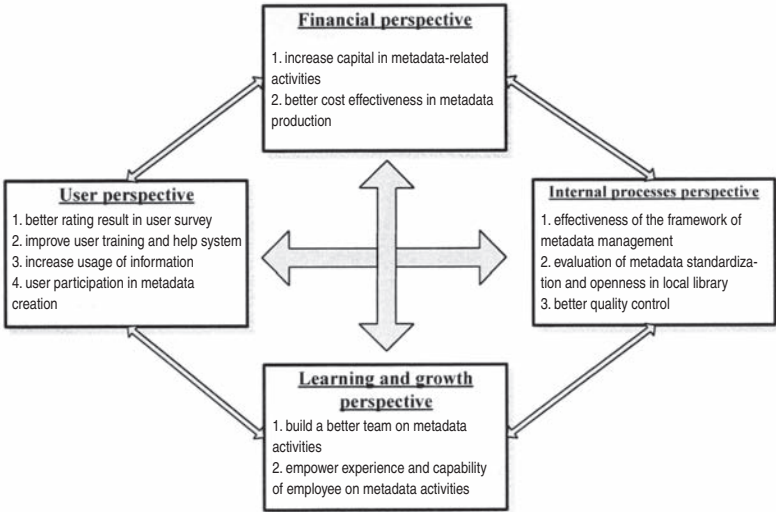 Financial perspective
1. increase capital in metadata-related
activities
2. better cost effectiveness in metadata
production
User perspective
1. better rating result in user survey
2. improve user training and help system
3. increase usage of information
4. user participation in metadata
creation
Internal processes perspective
1. effectiveness of the framework of
metadata management
2. evaluation of metadata standardiza-
tion and openness in local library
3. better quality control
Learning and growth
perspective
1. build a better team on metadata
activities
2. empower experience and capability
of employee on metadata activities